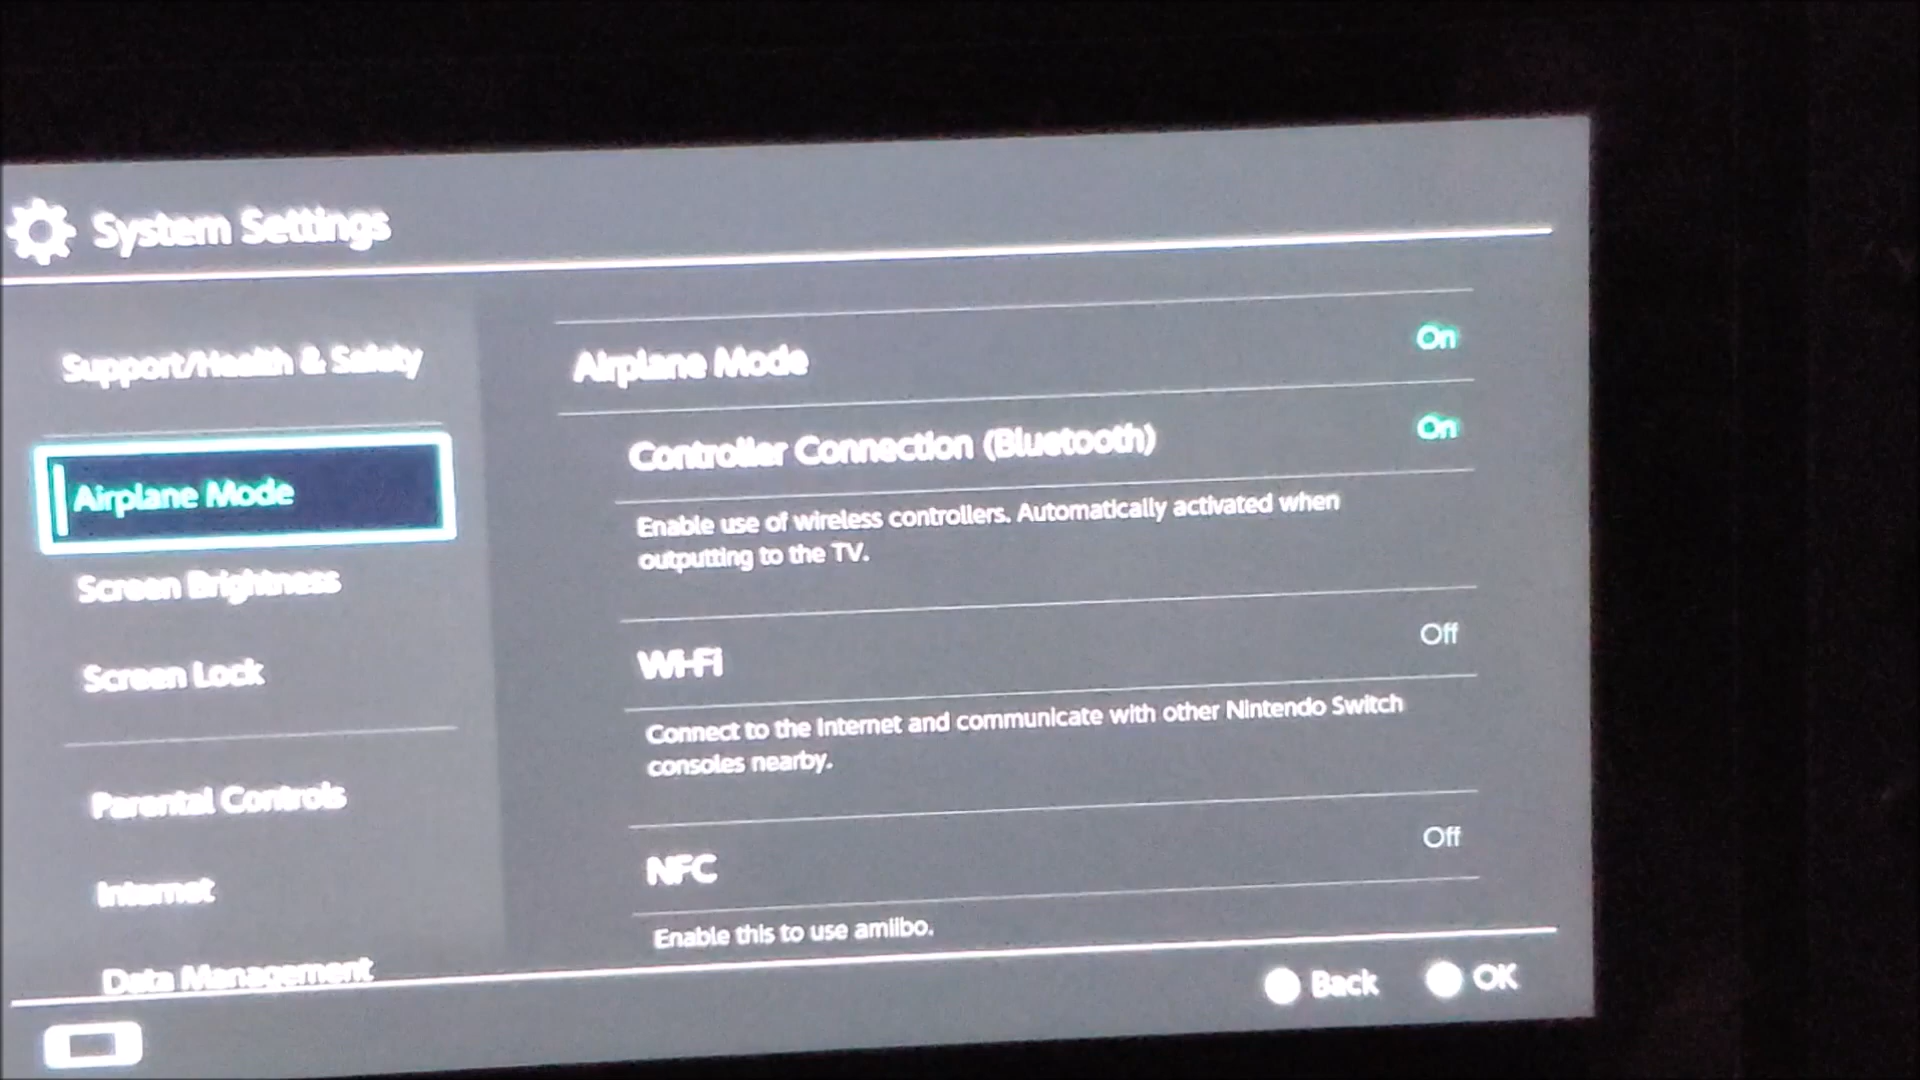 System Settings
Support/Health & Safety
Airplane Mode
Screen Brightness
Screen Lock
Parental Controls
Internet
Data Management
Airplane Mode
On
Controller Connection (Bluetooth)
On
Enable use of wireless controllers. Automatically activated when
outputting to the TV.
Wi-Fi
Off
Connect to the Internet and communicate with other Nintendo Switch
consoles nearby.
NFC
Off
Enable this to use amiibo.
Back
OK